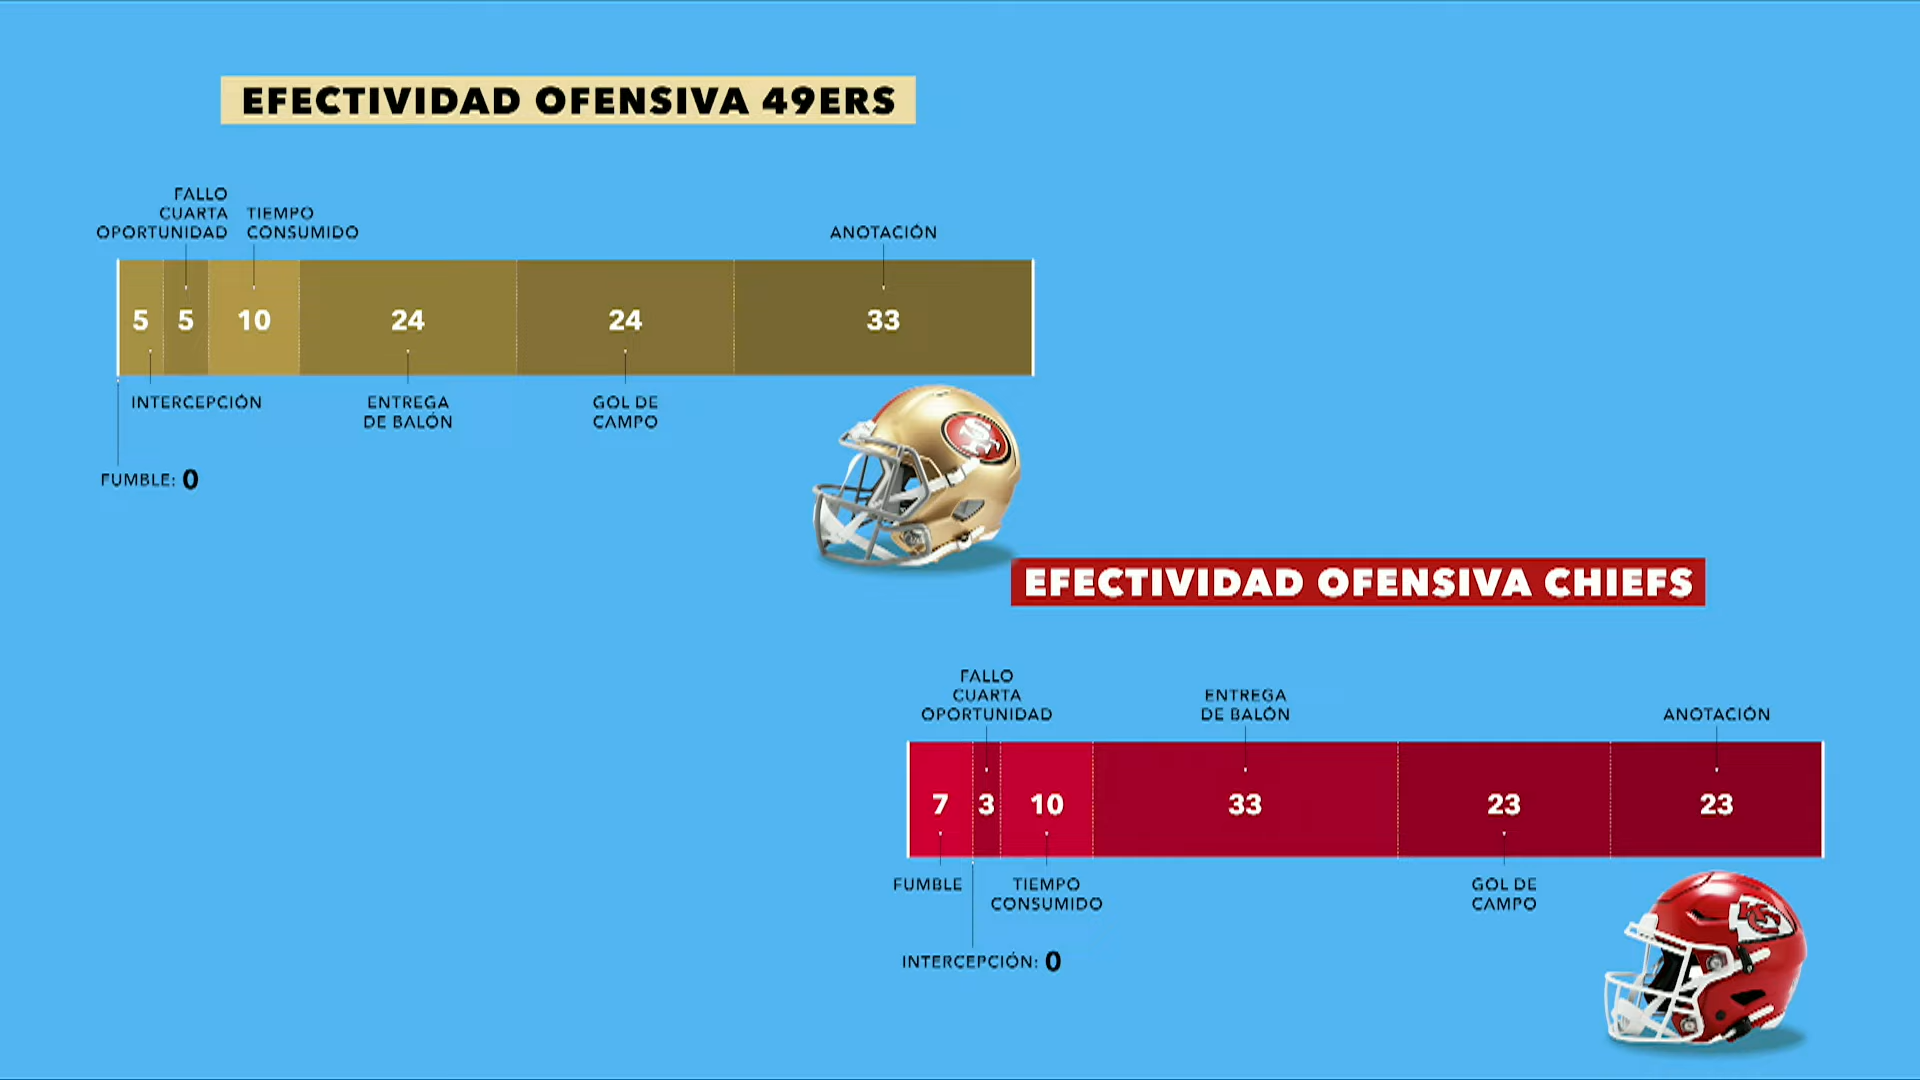 EFECTIVIDAD OFENSIVA 49ERS
FALLO
CUARTA
OPORTUNIDAD
TIEMPO
CONSUMIDO
ANOTACIÓN
5
5
10
24
24
33
INTERCEPCIÓN
ENTREGA
DE BALÓN
GOL DE
CAMPO
FUMBLE: 0
SF
EFECTIVIDAD OFENSIVA CHIEFS
FALLO
CUARTA
OPORTUNIDAD
ENTREGA
DE BALÓN
ANOTACIÓN
7
3
10
33
23
23
FUMBLE
TIEMPO
CONSUMIDO
GOL DE
CAMPO
INTERCEPCIÓN: 0
KC